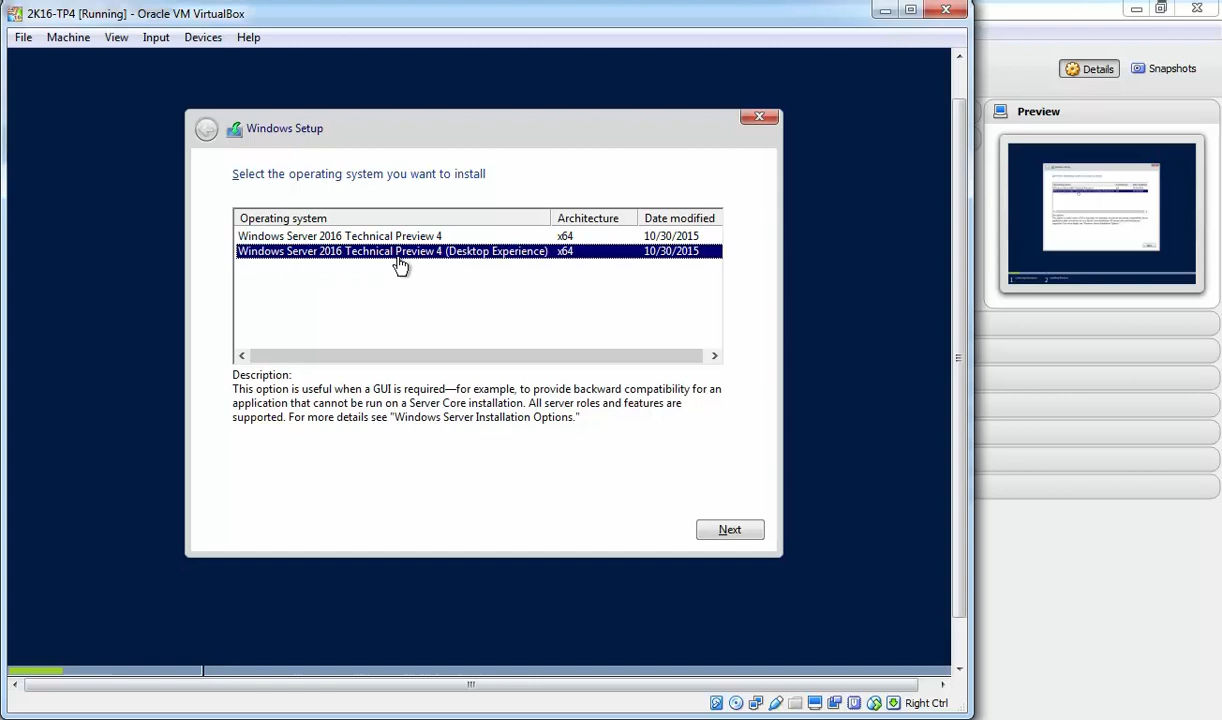 2K16-TP4 [Running] - Oracle VM VirtualBox
File Machine View Input Devices Help
Details Snapshots
Preview
Windows Setup
Select the operating system you want to install
Operating system Architecture Date modified
Windows Server 2016 Technical Preview 4 x64 10/30/2015
Windows Server 2016 Technical Preview 4 (Desktop Experience) x64 10/30/2015
Description:
This option is useful when a GUI is required—for example, to provide backward compatibility for an
application that cannot be run on a Server Core installation. All server roles and features are
supported. For more details see "Windows Server Installation Options."
Next
Right Ctrl